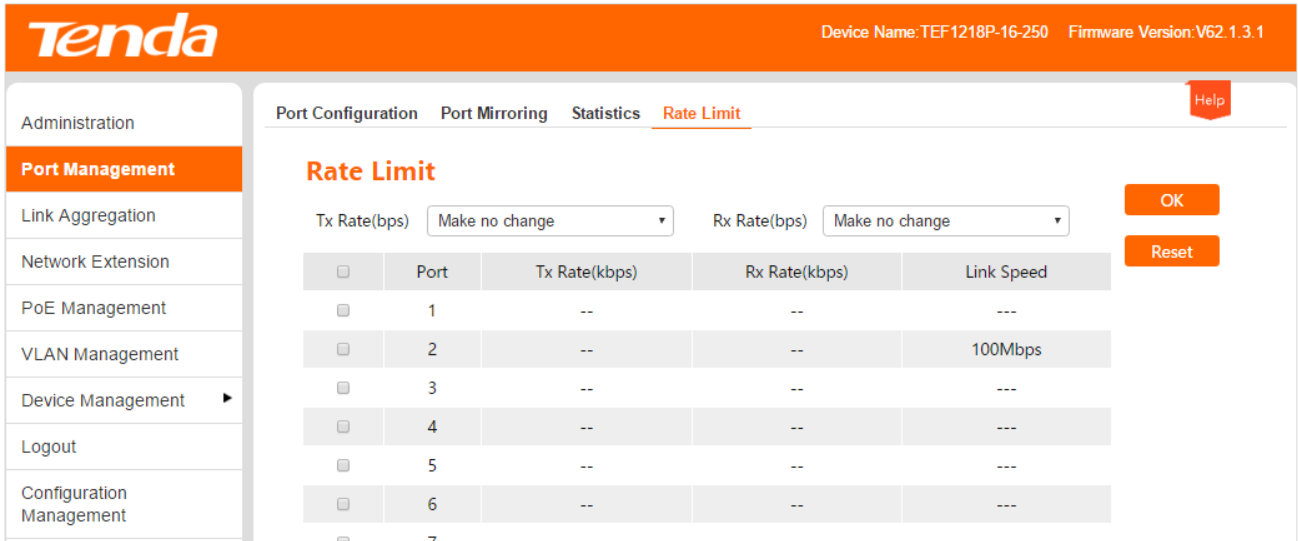 Tenda
Device Name:TEF1218P-16-250 Firmware Version:V62.1.3.1
Help
Administration
Port Management
Link Aggregation
Network Extension
PoE Management
VLAN Management
Device Management
Logout
Configuration
Management
Port Configuration Port Mirroring Statistics Rate Limit
Rate Limit
Tx Rate(bps) Make no change Rx Rate(bps) Make no change
OK
Reset
Port Tx Rate(kbps) Rx Rate(kbps) Link Speed
1 -- -- ---
2 -- -- 100Mbps
3 -- -- ---
4 -- -- ---
5 -- -- ---
6 -- -- ---